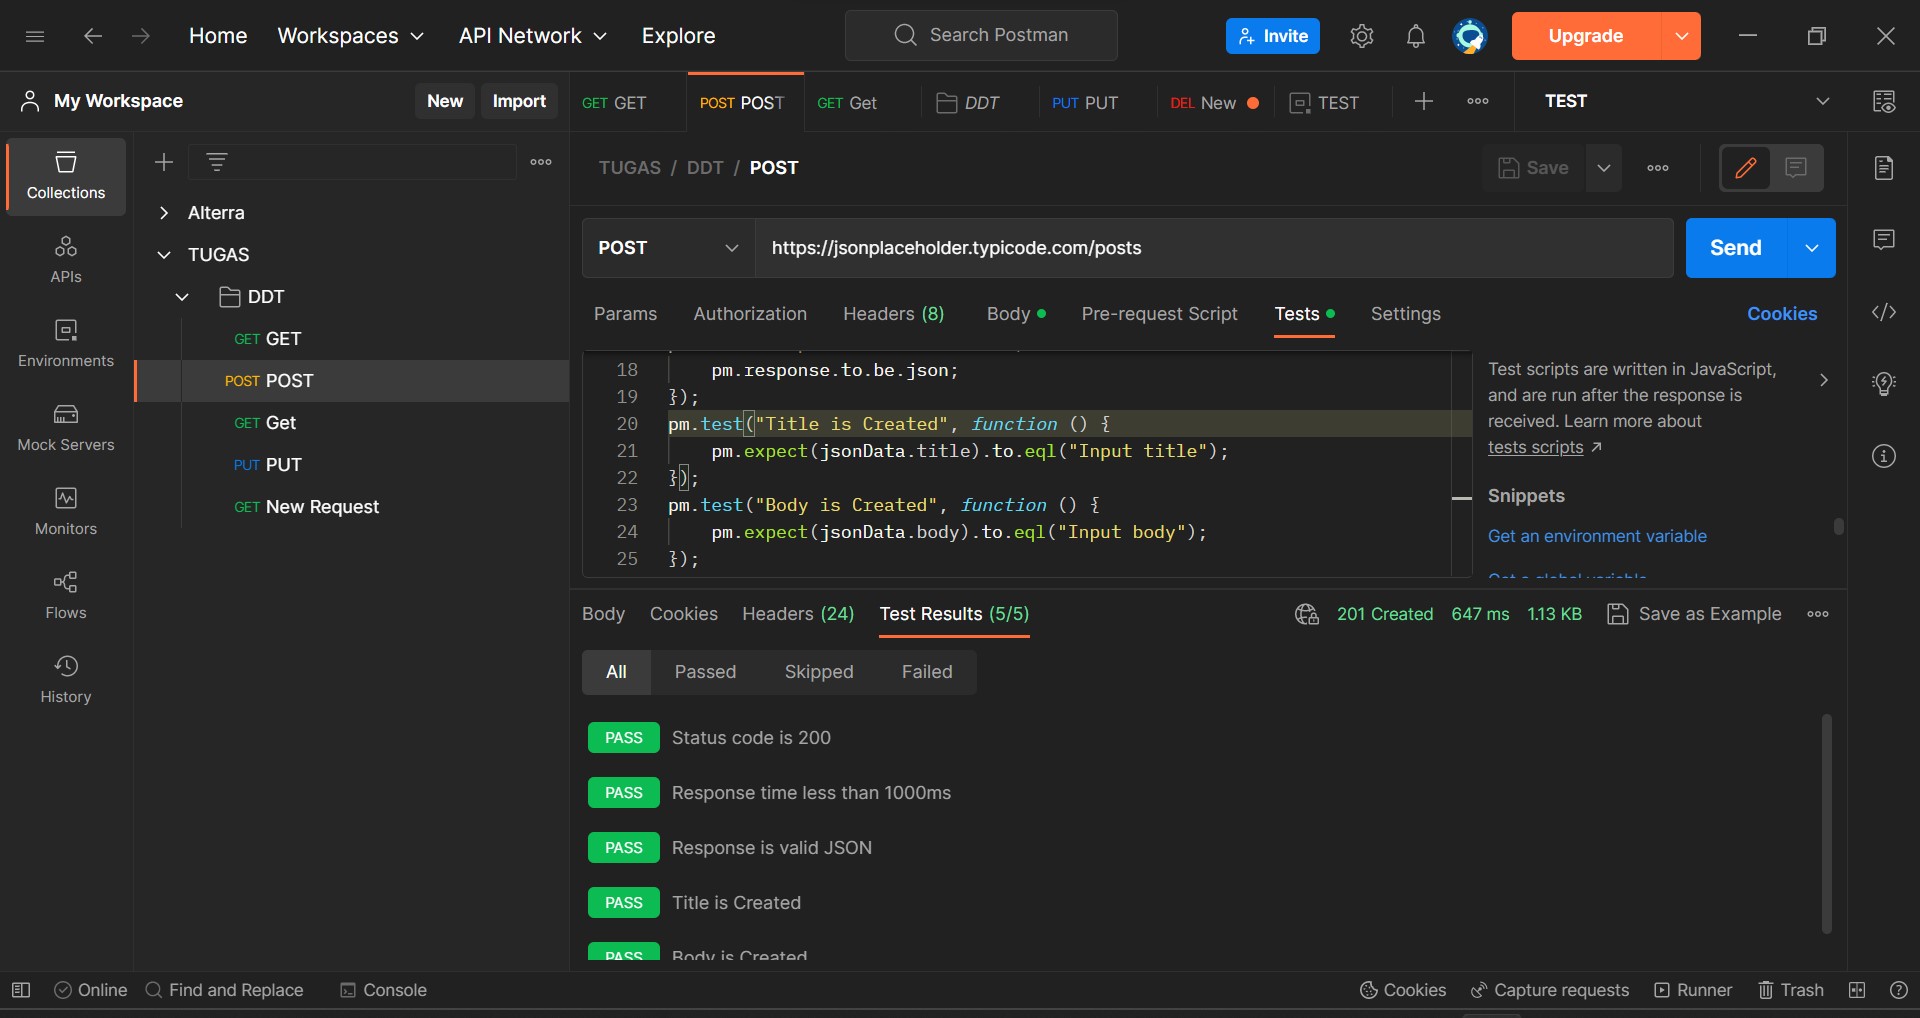 Home Workspaces API Network Explore Search Postman Invite Upgrade
My Workspace New Import
GET GET POST POST GET Get DDT PUT PUT DEL New TEST TEST
Collections
APIs
Environments
Mock Servers
Monitors
Flows
History
Alterra
TUGAS
DDT
GET GET
POST POST
GET Get
PUT PUT
GET New Request
TUGAS / DDT / POST Save
POST https://jsonplaceholder.typicode.com/posts Send
Params Authorization Headers (8) Body Pre-request Script Tests Settings Cookies
18 pm.response.to.be.json;
19 });
20 pm.test("Title is Created", function () {
21 pm.expect(jsonData.title).to.eql("Input title");
22 });
23 pm.test("Body is Created", function () {
24 pm.expect(jsonData.body).to.eql("Input body");
25 });
Test scripts are written in JavaScript,
and are run after the response is
received. Learn more about
tests scripts
Snippets
Get an environment variable
Body Cookies Headers (24) Test Results (5/5) 201 Created 647 ms 1.13 KB Save as Example
All Passed Skipped Failed
PASS Status code is 200
PASS Response time less than 1000ms
PASS Response is valid JSON
PASS Title is Created
PASS Body is Created
Online Find and Replace Console Cookies Capture requests Runner Trash